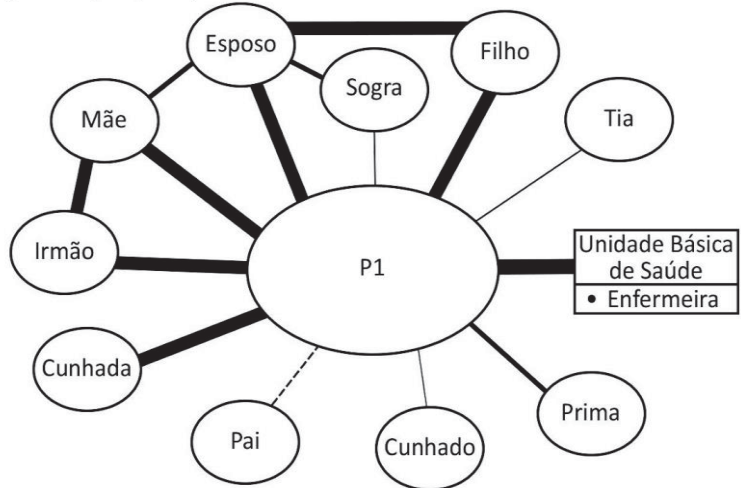 Esposo
Filho
Sogra
Mãe
Tia
Irmão
P1
Unidade Básica
de Saúde
• Enfermeira
Cunhada
Prima
Pai
Cunhado